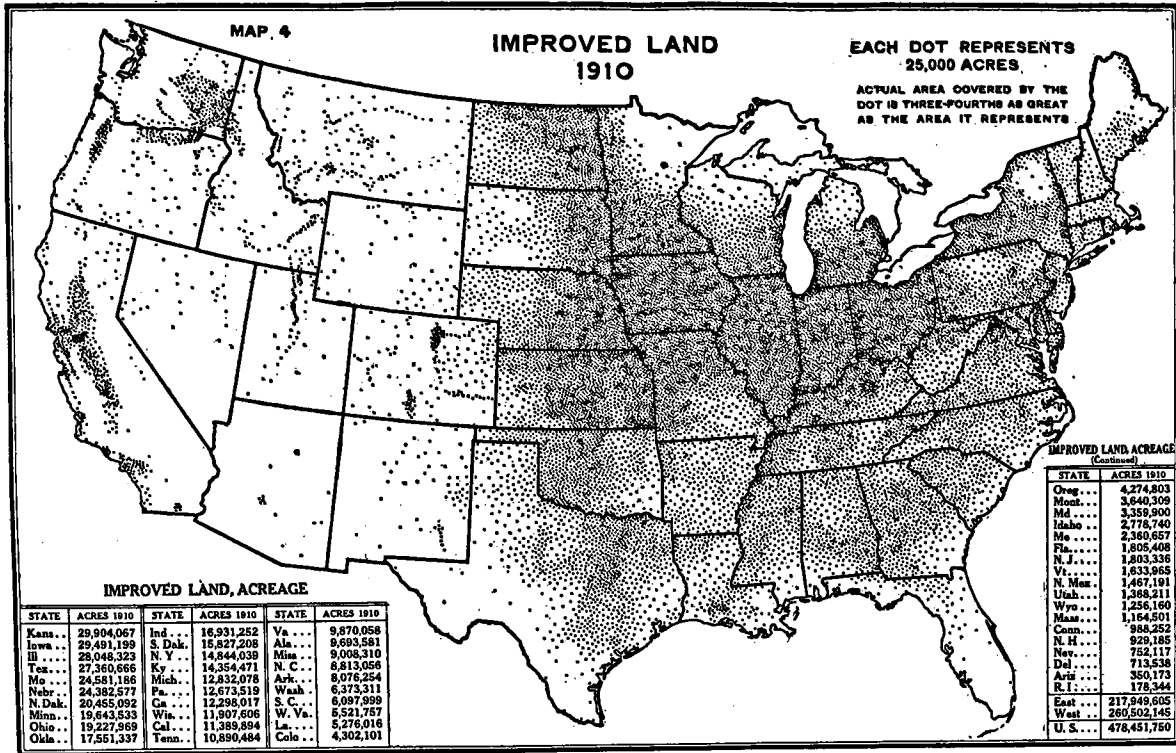 MAP 4
IMPROVED LAND
1910
EACH DOT REPRESENTS
25,000 ACRES
ACTUAL AREA COVERED BY THE
DOT IS THREE-FOURTHS AS GREAT
AS THE AREA IT REPRESENTS
IMPROVED LAND, ACREAGE
STATE ACRES 1910 STATE ACRES 1910 STATE ACRES 1910
Kans... 29,904,067 Ind... 16,931,252 Va... 9,870,058
Iowa... 29,491,199 S. Dak. 15,827,208 Ala... 9,693,581
Ill... 28,048,323 N. Y... 14,844,039 Miss... 9,008,310
Tex... 27,360,666 Ky... 14,354,471 N. C... 8,813,056
Mo... 24,581,186 Mich... 12,832,078 Ark... 8,076,254
Nebr... 24,382,577 Pa... 12,673,519 Wash... 6,373,311
N. Dak. 20,455,092 Ga... 12,298,017 S. C... 6,097,999
Minn... 19,643,533 Wis... 11,907,606 W. Va. 5,521,757
Ohio... 19,227,969 Cal... 11,389,894 La... 5,276,016
Okla... 17,551,337 Tenn... 10,890,484 Colo... 4,302,101
IMPROVED LAND, ACREAGE
(Continued)
STATE ACRES 1910
Oreg... 4,274,803
Mont... 3,640,309
Md... 3,359,900
Idaho... 2,778,740
Me... 2,360,657
Fla... 1,805,408
N. J... 1,803,336
Vt... 1,633,965
N. Mex. 1,467,191
Utah... 1,368,211
Wyo... 1,256,160
Mass... 1,164,501
Conn... 988,252
N. H... 929,185
Nev... 752,117
Del... 713,538
Ariz... 350,173
R. I... 178,344
East... 217,949,605
West... 260,502,145
U. S... 478,451,750